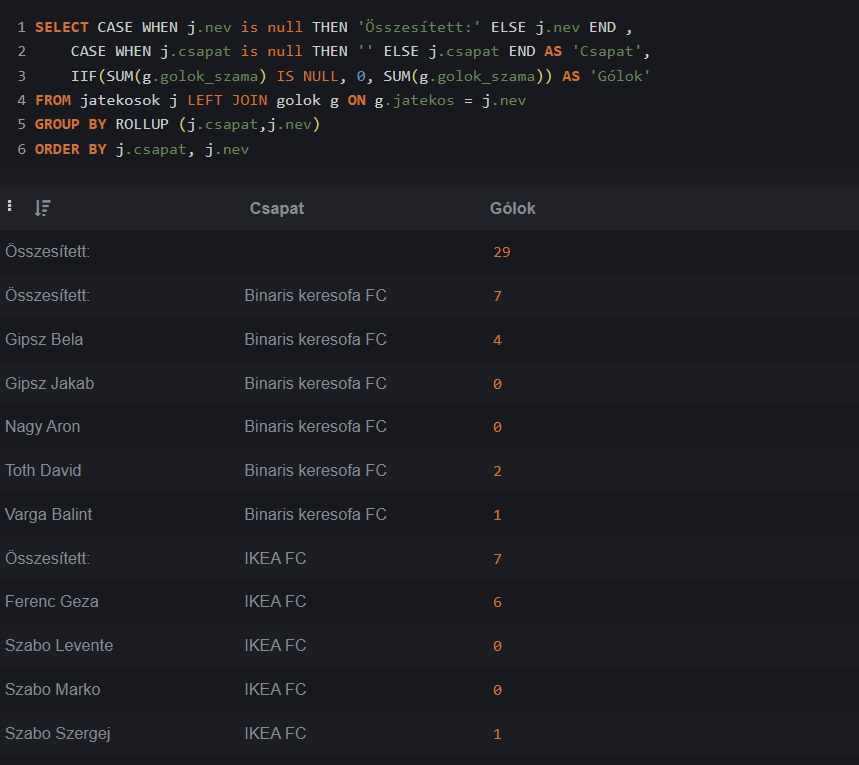 1 SELECT CASE WHEN j.nev is null THEN 'Összesített:' ELSE j.nev END ,
2 CASE WHEN j.csapat is null THEN '' ELSE j.csapat END AS 'Csapat',
3 IIF(SUM(g.golok_szama) IS NULL, 0, SUM(g.golok_szama)) AS 'Gólok'
4 FROM jatekosok j LEFT JOIN golok g ON g.jatekos = j.nev
5 GROUP BY ROLLUP (j.csapat,j.nev)
6 ORDER BY j.csapat, j.nev
Csapat Gólok
Összesített: 29
Összesített: Binaris keresofa FC 7
Gipsz Bela Binaris keresofa FC 4
Gipsz Jakab Binaris keresofa FC 0
Nagy Aron Binaris keresofa FC 0
Toth David Binaris keresofa FC 2
Varga Balint Binaris keresofa FC 1
Összesített: IKEA FC 7
Ferenc Geza IKEA FC 6
Szabo Levente IKEA FC 0
Szabo Marko IKEA FC 0
Szabo Szergej IKEA FC 1